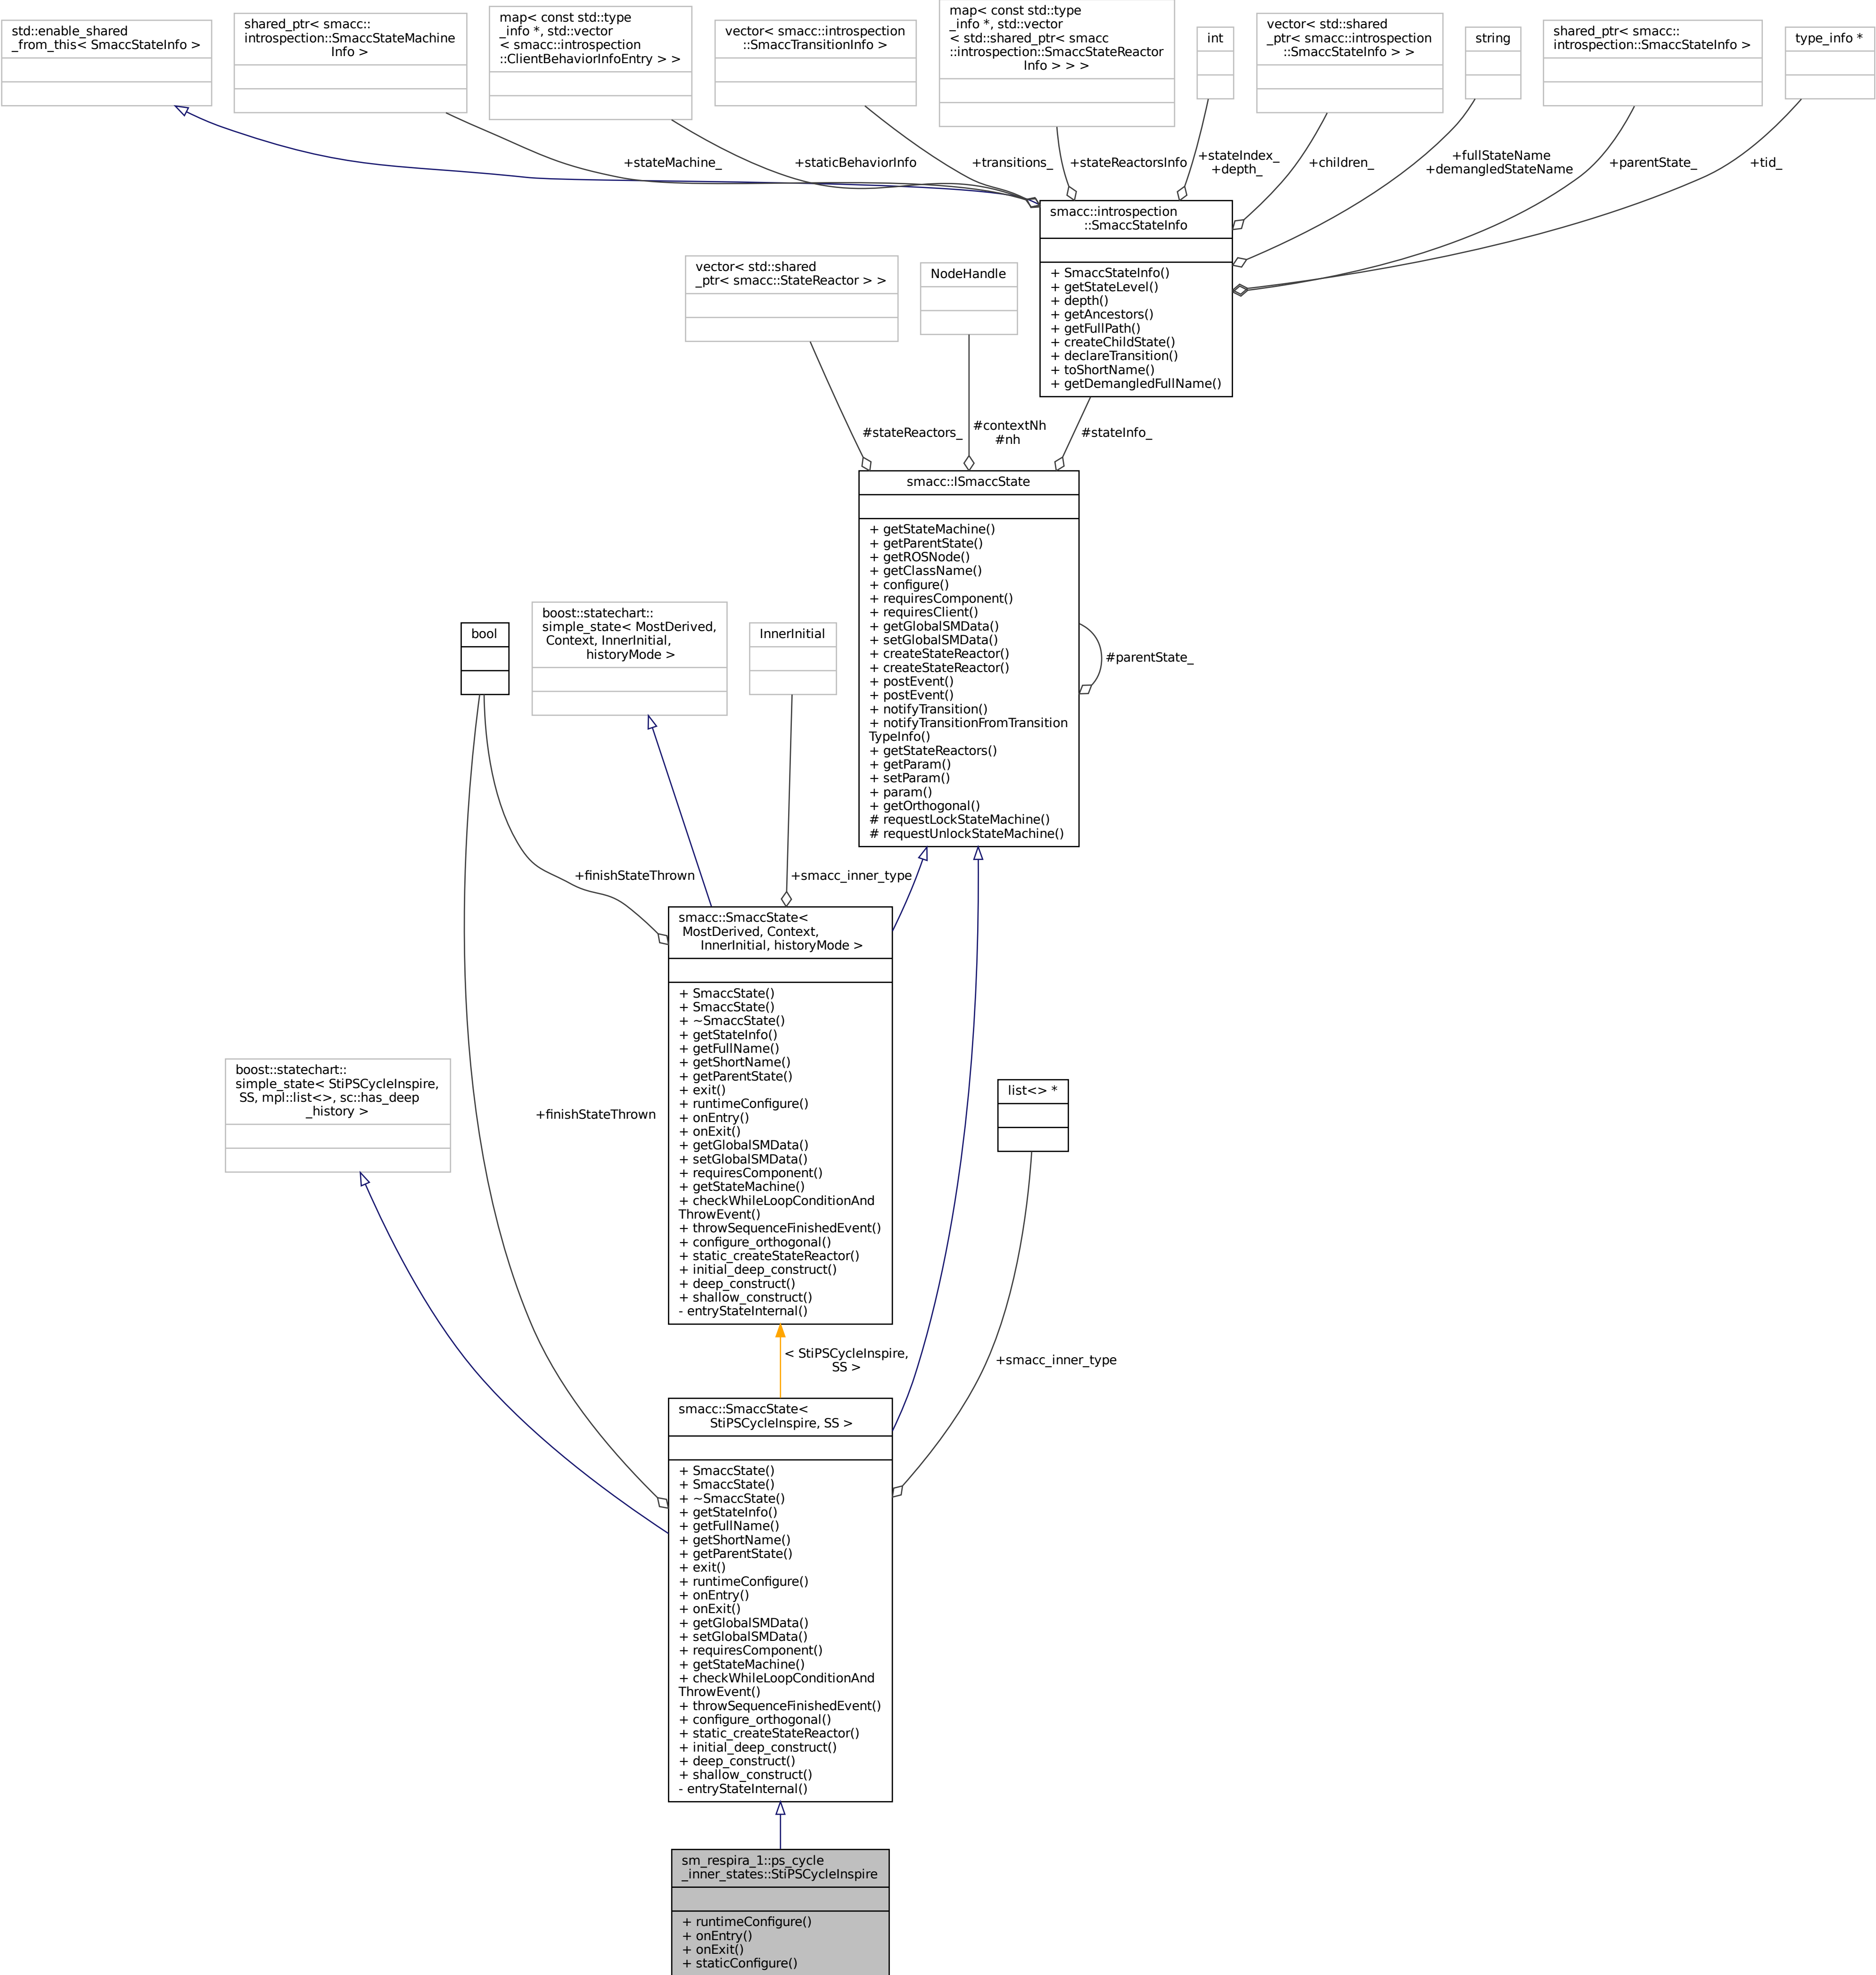 std::enable_shared
_from_this< SmaccStateInfo >
shared_ptr< smacc::
introspection::SmaccStateMachine
Info >
map< const std::type
_info *, std::vector
< smacc::introspection
::ClientBehaviorInfoEntry > >
vector< smacc::introspection
::SmaccTransitionInfo >
map< const std::type
_info *, std::vector
< std::shared_ptr< smacc
::introspection::SmaccStateReactor
Info > > >
int
vector< std::shared
_ptr< smacc::introspection
::SmaccStateInfo > >
string
shared_ptr< smacc::
introspection::SmaccStateInfo >
type_info *
+stateMachine_
+staticBehaviorInfo
+transitions_
+stateReactorsInfo
+stateIndex_
+depth_
+children_
+fullStateName
+demangledStateName
+parentState_
+tid_
smacc::introspection
::SmaccStateInfo
+ SmaccStateInfo()
+ getStateLevel()
+ depth()
+ getAncestors()
+ getFullPath()
+ createChildState()
+ declareTransition()
+ toShortName()
+ getDemangledFullName()
vector< std::shared
_ptr< smacc::StateReactor > >
NodeHandle
#stateReactors_
#contextNh
#nh
#stateInfo_
smacc::ISmaccState
+ getStateMachine()
+ getParentState()
+ getROSNode()
+ getClassName()
+ configure()
+ requiresComponent()
+ requiresClient()
+ getGlobalSMData()
+ setGlobalSMData()
+ createStateReactor()
+ createStateReactor()
+ postEvent()
+ postEvent()
+ notifyTransition()
+ notifyTransitionFromTransition
TypeInfo()
+ getStateReactors()
+ getParam()
+ setParam()
+ param()
+ getOrthogonal()
# requestLockStateMachine()
# requestUnlockStateMachine()
#parentState_
bool
boost::statechart::
simple_state< MostDerived,
Context, InnerInitial,
historyMode >
InnerInitial
+finishStateThrown
+smacc_inner_type
smacc::SmaccState<
MostDerived, Context,
InnerInitial, historyMode >
+ SmaccState()
+ SmaccState()
+ ~SmaccState()
+ getStateInfo()
+ getFullName()
+ getShortName()
+ getParentState()
+ exit()
+ runtimeConfigure()
+ onEntry()
+ onExit()
+ getGlobalSMData()
+ setGlobalSMData()
+ requiresComponent()
+ getStateMachine()
+ checkWhileLoopConditionAnd
ThrowEvent()
+ throwSequenceFinishedEvent()
+ configure_orthogonal()
+ static_createStateReactor()
+ initial_deep_construct()
+ deep_construct()
+ shallow_construct()
- entryStateInternal()
boost::statechart::
simple_state< StiPSCycleInspire,
SS, mpl::list<>, sc::has_deep
_history >
+finishStateThrown
list<> *
< StiPSCycleInspire,
SS >
+smacc_inner_type
smacc::SmaccState<
StiPSCycleInspire, SS >
+ SmaccState()
+ SmaccState()
+ ~SmaccState()
+ getStateInfo()
+ getFullName()
+ getShortName()
+ getParentState()
+ exit()
+ runtimeConfigure()
+ onEntry()
+ onExit()
+ getGlobalSMData()
+ setGlobalSMData()
+ requiresComponent()
+ getStateMachine()
+ checkWhileLoopConditionAnd
ThrowEvent()
+ throwSequenceFinishedEvent()
+ configure_orthogonal()
+ static_createStateReactor()
+ initial_deep_construct()
+ deep_construct()
+ shallow_construct()
- entryStateInternal()
sm_respira_1::ps_cycle
_inner_states::StiPSCycleInspire
+ runtimeConfigure()
+ onEntry()
+ onExit()
+ staticConfigure()